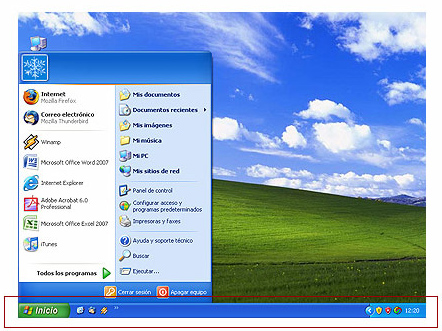 Internet
Mozilla Firefox
Correo electrónico
Mozilla Thunderbird
Winamp
Microsoft Office Word 2007
Internet Explorer
Adobe Acrobat 6.0
Professional
Microsoft Office Excel 2007
iTunes
Todos los programas
Mis documentos
Documentos recientes
Mis imágenes
Mi música
Mi PC
Mis sitios de red
Panel de control
Configurar acceso y
programas predeterminados
Impresoras y faxes
Ayuda y soporte técnico
Buscar
Ejecutar...
Cerrar sesión
Apagar equipo
Inicio
»
12:20